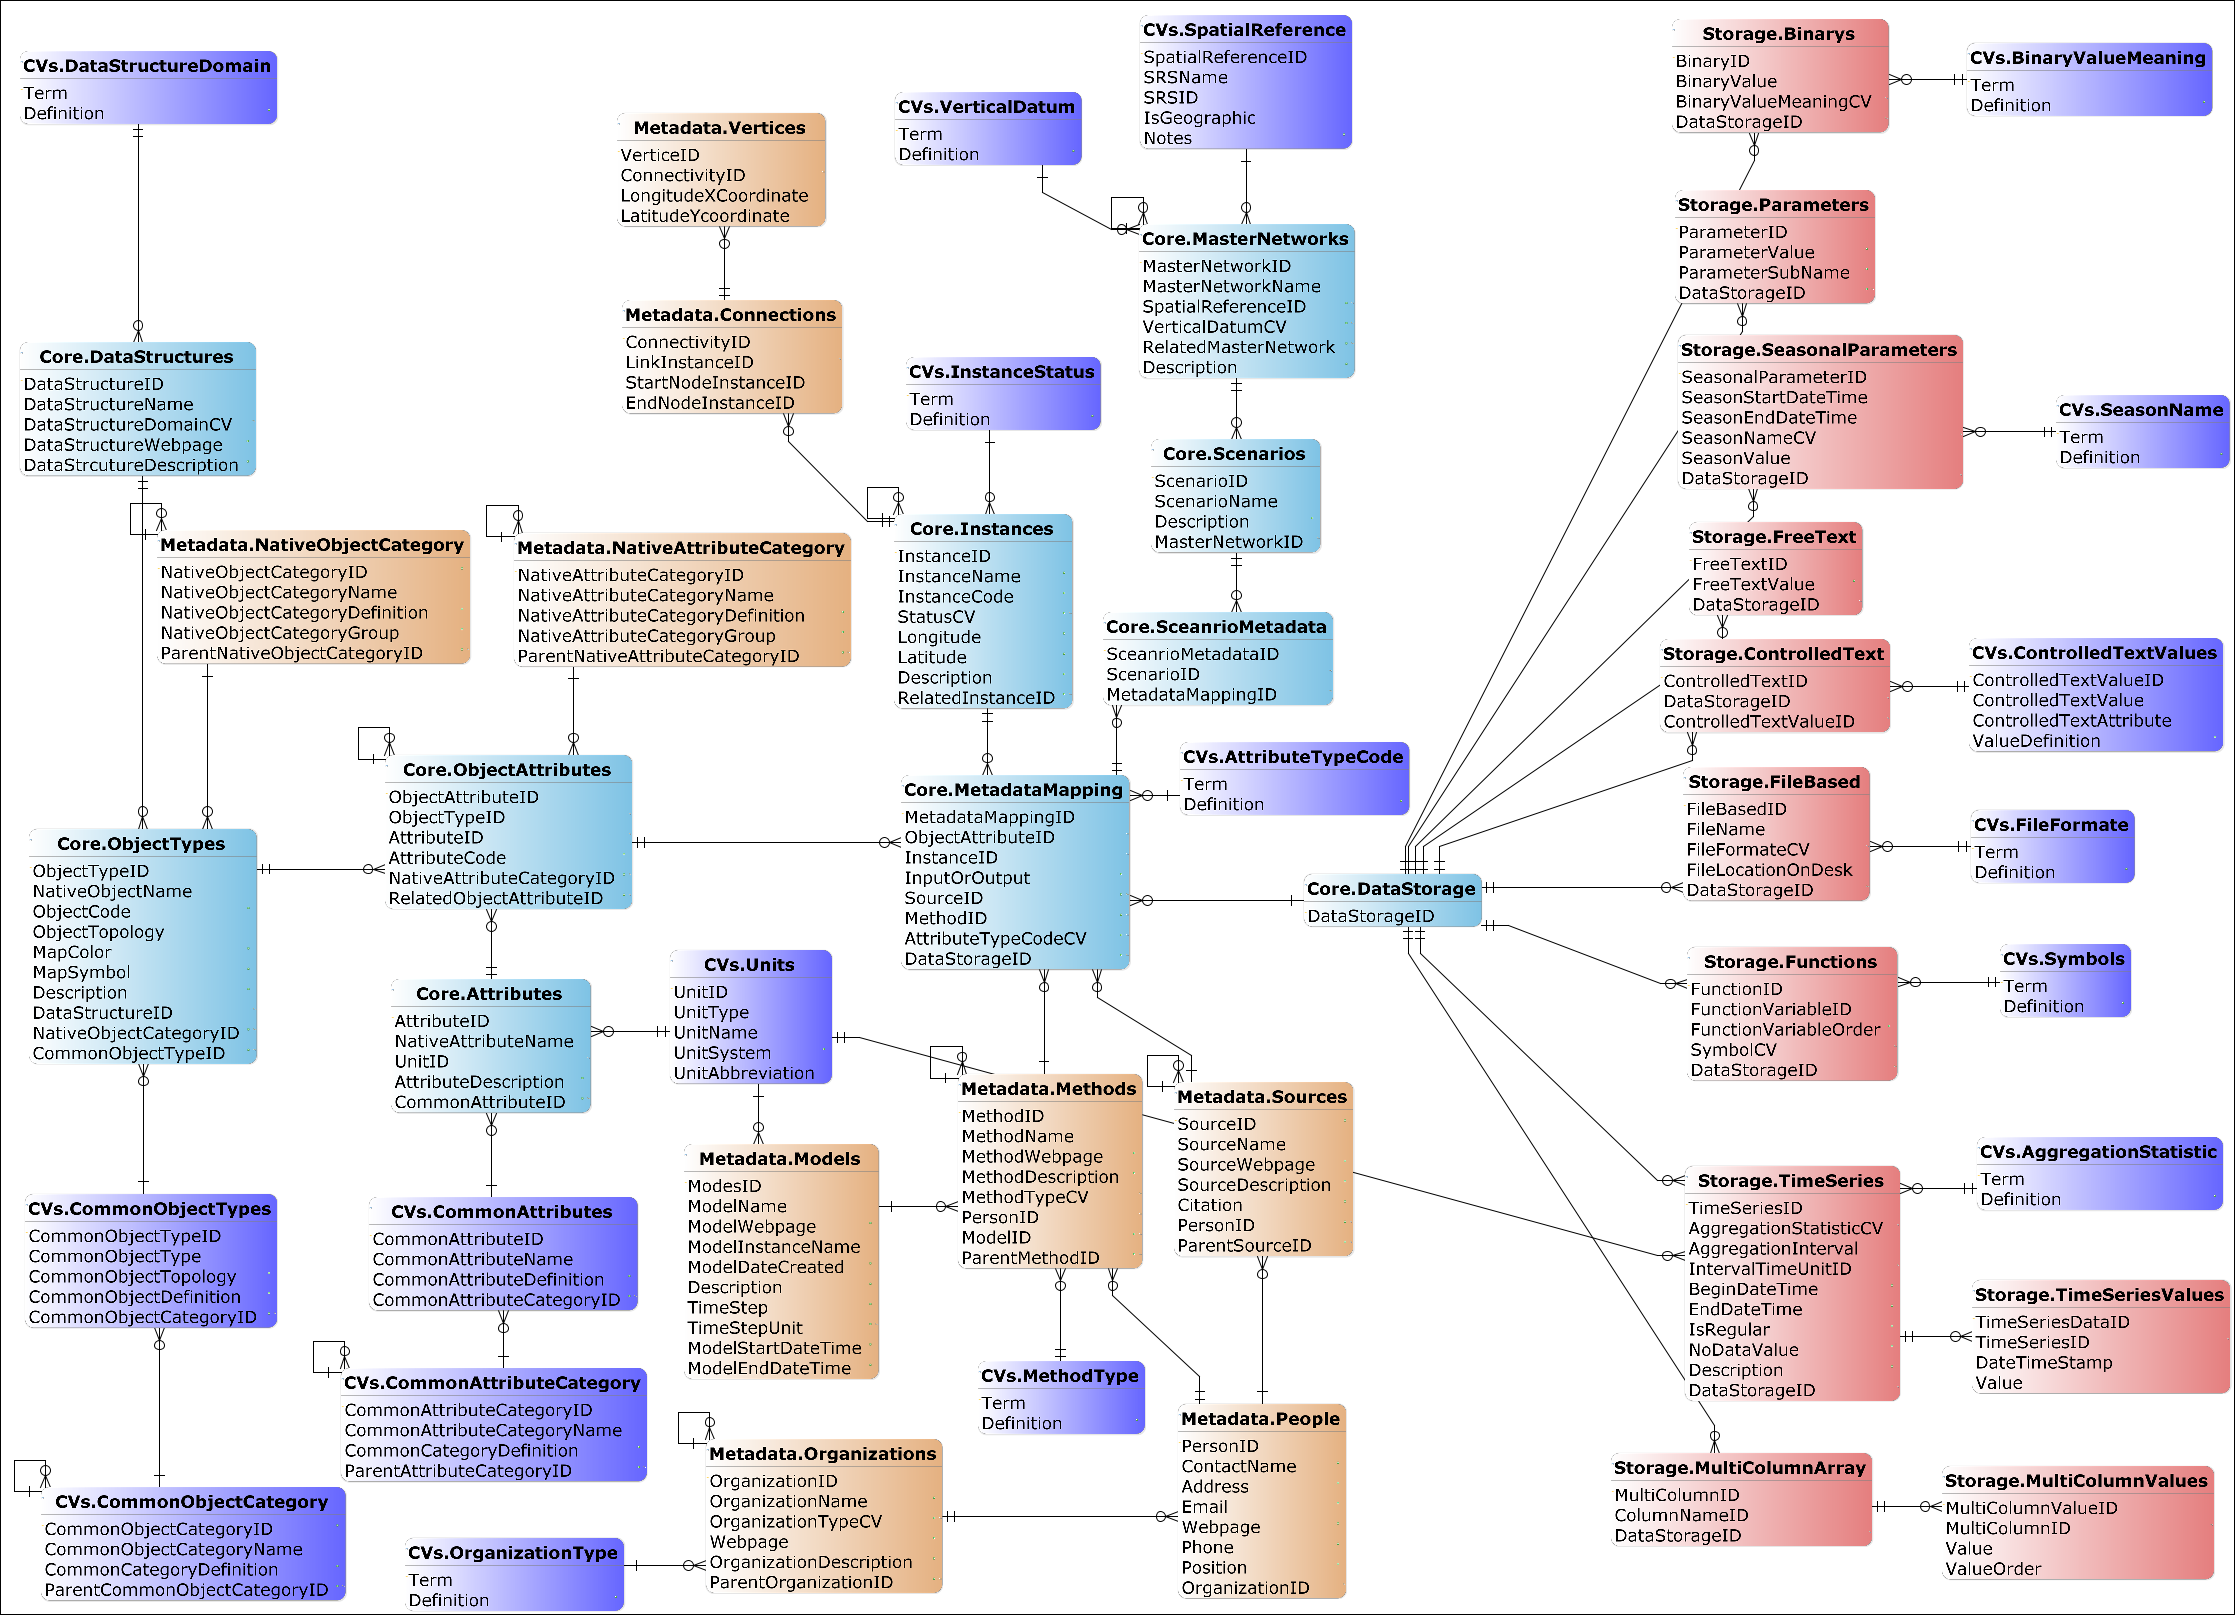 CVs.DataStructureDomain
Term
Definition
Core.DataStructures
DataStructureID
DataStructureName
DataStructureDomainCV
DataStructureWebpage
DataStrcutureDescription
Metadata.NativeObjectCategory
NativeObjectCategoryID
NativeObjectCategoryName
NativeObjectCategoryDefinition
NativeObjectCategoryGroup
ParentNativeObjectCategoryID
Core.ObjectTypes
ObjectTypeID
NativeObjectName
ObjectCode
ObjectTopology
MapColor
MapSymbol
Description
DataStructureID
NativeObjectCategoryID
CommonObjectTypeID
CVs.CommonObjectTypes
CommonObjectTypeID
CommonObjectType
CommonObjectTopology
CommonObjectDefinition
CommonObjectCategoryID
CVs.CommonObjectCategory
CommonObjectCategoryID
CommonObjectCategoryName
CommonCategoryDefinition
ParentCommonObjectCategoryID
Metadata.NativeAttributeCategory
NativeAttributeCategoryID
NativeAttributeCategoryName
NativeAttributeCategoryDefinition
NativeAttributeCategoryGroup
ParentNativeAttributeCategoryID
Core.ObjectAttributes
ObjectAttributeID
ObjectTypeID
AttributeID
AttributeCode
NativeAttributeCategoryID
RelatedObjectAttributeID
Core.Attributes
AttributeID
NativeAttributeName
UnitID
AttributeDescription
CommonAttributeID
CVs.CommonAttributes
CommonAttributeID
CommonAttributeName
CommonAttributeDefinition
CommonAttributeCategoryID
CVs.CommonAttributeCategory
CommonAttributeCategoryID
CommonAttributeCategoryName
CommonCategoryDefinition
ParentAttributeCategoryID
CVs.OrganizationType
Term
Definition
Metadata.Vertices
VerticeID
ConnectivityID
LongitudeXCoordinate
LatitudeYcoordinate
Metadata.Connections
ConnectivityID
LinkInstanceID
StartNodeInstanceID
EndNodeInstanceID
CVs.Units
UnitID
UnitType
UnitName
UnitSystem
UnitAbbreviation
Metadata.Models
ModesID
ModelName
ModelWebpage
ModelInstanceName
ModelDateCreated
Description
TimeStep
TimeStepUnit
ModelStartDateTime
ModelEndDateTime
Metadata.Organizations
OrganizationID
OrganizationName
OrganizationTypeCV
Webpage
OrganizationDescription
ParentOrganizationID
CVs.VerticalDatum
Term
Definition
CVs.InstanceStatus
Term
Definition
Core.Instances
InstanceID
InstanceName
InstanceCode
StatusCV
Longitude
Latitude
Description
RelatedInstanceID
Core.MetadataMapping
MetadataMappingID
ObjectAttributeID
InstanceID
InputOrOutput
SourceID
MethodID
AttributeTypeCodeCV
DataStorageID
Metadata.Methods
MethodID
MethodName
MethodWebpage
MethodDescription
MethodTypeCV
PersonID
ModelID
ParentMethodID
CVs.MethodType
Term
Definition
CVs.SpatialReference
SpatialReferenceID
SRSName
SRSID
IsGeographic
Notes
Core.MasterNetworks
MasterNetworkID
MasterNetworkName
SpatialReferenceID
VerticalDatumCV
RelatedMasterNetwork
Description
Core.Scenarios
ScenarioID
ScenarioName
Description
MasterNetworkID
Core.SceanrioMetadata
SceanrioMetadataID
ScenarioID
MetadataMappingID
CVs.AttributeTypeCode
Term
Definition
Core.DataStorage
DataStorageID
Metadata.Sources
SourceID
SourceName
SourceWebpage
SourceDescription
Citation
PersonID
ParentSourceID
Metadata.People
PersonID
ContactName
Address
Email
Webpage
Phone
Position
OrganizationID
Storage.Binarys
BinaryID
BinaryValue
BinaryValueMeaningCV
DataStorageID
CVs.BinaryValueMeaning
Term
Definition
Storage.Parameters
ParameterID
ParameterValue
ParameterSubName
DataStorageID
Storage.SeasonalParameters
SeasonalParameterID
SeasonStartDateTime
SeasonEndDateTime
SeasonNameCV
SeasonValue
DataStorageID
CVs.SeasonName
Term
Definition
Storage.FreeText
FreeTextID
FreeTextValue
DataStorageID
Storage.ControlledText
ControlledTextID
DataStorageID
ControlledTextValueID
CVs.ControlledTextValues
ControlledTextValueID
ControlledTextValue
ControlledTextAttribute
ValueDefinition
Storage.FileBased
FileBasedID
FileName
FileFormateCV
FileLocationOnDesk
DataStorageID
CVs.FileFormate
Term
Definition
Storage.Functions
FunctionID
FunctionVariableID
FunctionVariableOrder
SymbolCV
DataStorageID
CVs.Symbols
Term
Definition
Storage.TimeSeries
TimeSeriesID
AggregationStatisticCV
AggregationInterval
IntervalTimeUnitID
BeginDateTime
EndDateTime
IsRegular
NoDataValue
Description
DataStorageID
CVs.AggregationStatistic
Term
Definition
Storage.TimeSeriesValues
TimeSeriesDataID
TimeSeriesID
DateTimeStamp
Value
Storage.MultiColumnArray
MultiColumnID
ColumnNameID
DataStorageID
Storage.MultiColumnValues
MultiColumnValueID
MultiColumnID
Value
ValueOrder